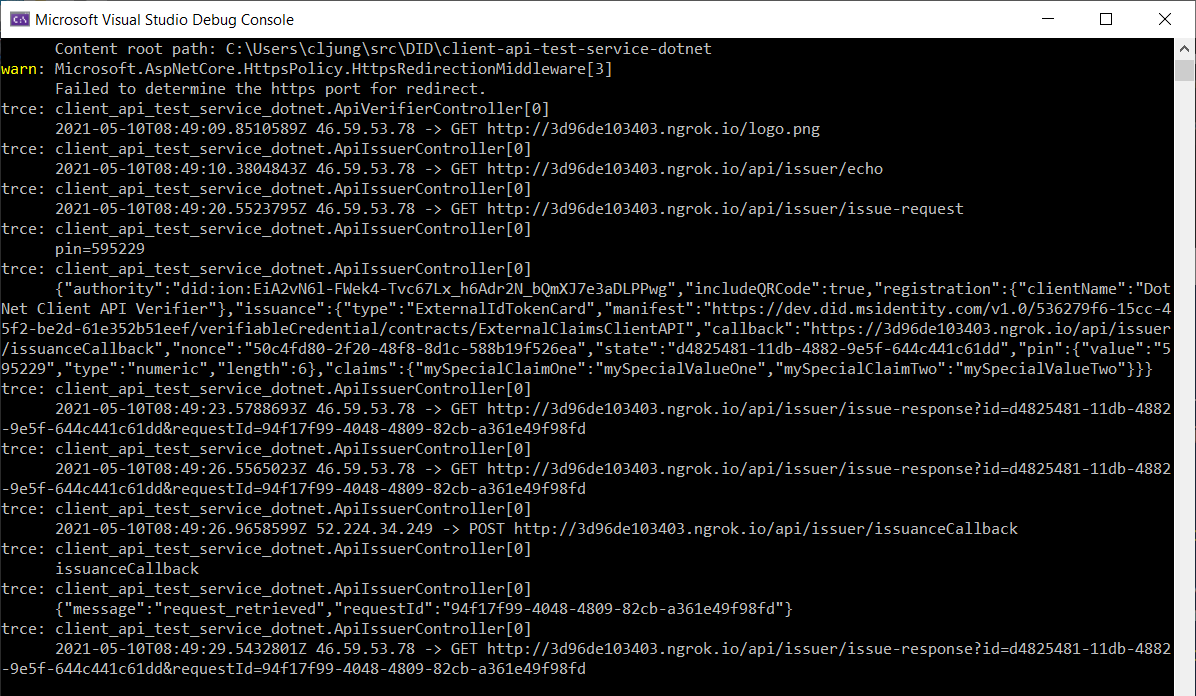 Microsoft Visual Studio Debug Console
Content root path: C:\Users\cljung\src\DID\client-api-test-service-dotnet
warn: Microsoft.AspNetCore.HttpsPolicy.HttpsRedirectionMiddleware[3]
Failed to determine the https port for redirect.
trce: client_api_test_service_dotnet.ApiVerifierController[0]
2021-05-10T08:49:09.8510589Z 46.59.53.78 -> GET http://3d96de103403.ngrok.io/logo.png
trce: client_api_test_service_dotnet.ApiIssuerController[0]
2021-05-10T08:49:10.3804843Z 46.59.53.78 -> GET http://3d96de103403.ngrok.io/api/issuer/echo
trce: client_api_test_service_dotnet.ApiIssuerController[0]
2021-05-10T08:49:20.5523795Z 46.59.53.78 -> GET http://3d96de103403.ngrok.io/api/issuer/issue-request
trce: client_api_test_service_dotnet.ApiIssuerController[0]
pin=595229
trce: client_api_test_service_dotnet.ApiIssuerController[0]
{"authority":"did:ion:EiA2vN6l-FWek4-Tvc67Lx_h6Adr2N_bQmXJ7e3aDLPPwg","includeQRCode":true,"registration":{"clientName":"Dot
Net Client API Verifier"},"issuance":{"type":"ExternalIdTokenCard","manifest":"https://dev.did.msidentity.com/v1.0/536279f6-15cc-4
5f2-be2d-61e352b51eef/verifiableCredential/contracts/ExternalClaimsClientAPI","callback":"https://3d96de103403.ngrok.io/api/issuer
/issuanceCallback","nonce":"50c4fd80-2f20-48f8-8d1c-588b19f526ea","state":"d4825481-11db-4882-9e5f-644c441c61dd","pin":{"value":"5
95229","type":"numeric","length":6},"claims":{"mySpecialClaimOne":"mySpecialValueOne","mySpecialClaimTwo":"mySpecialValueTwo"}}}
trce: client_api_test_service_dotnet.ApiIssuerController[0]
2021-05-10T08:49:23.5788693Z 46.59.53.78 -> GET http://3d96de103403.ngrok.io/api/issuer/issue-response?id=d4825481-11db-4882
-9e5f-644c441c61dd&requestId=94f17f99-4048-4809-82cb-a361e49f98fd
trce: client_api_test_service_dotnet.ApiIssuerController[0]
2021-05-10T08:49:26.5565023Z 46.59.53.78 -> GET http://3d96de103403.ngrok.io/api/issuer/issue-response?id=d4825481-11db-4882
-9e5f-644c441c61dd&requestId=94f17f99-4048-4809-82cb-a361e49f98fd
trce: client_api_test_service_dotnet.ApiIssuerController[0]
2021-05-10T08:49:26.9658599Z 52.224.34.249 -> POST http://3d96de103403.ngrok.io/api/issuer/issuanceCallback
trce: client_api_test_service_dotnet.ApiIssuerController[0]
issuanceCallback
trce: client_api_test_service_dotnet.ApiIssuerController[0]
{"message":"request_retrieved","requestId":"94f17f99-4048-4809-82cb-a361e49f98fd"}
trce: client_api_test_service_dotnet.ApiIssuerController[0]
2021-05-10T08:49:29.5432801Z 46.59.53.78 -> GET http://3d96de103403.ngrok.io/api/issuer/issue-response?id=d4825481-11db-4882
-9e5f-644c441c61dd&requestId=94f17f99-4048-4809-82cb-a361e49f98fd